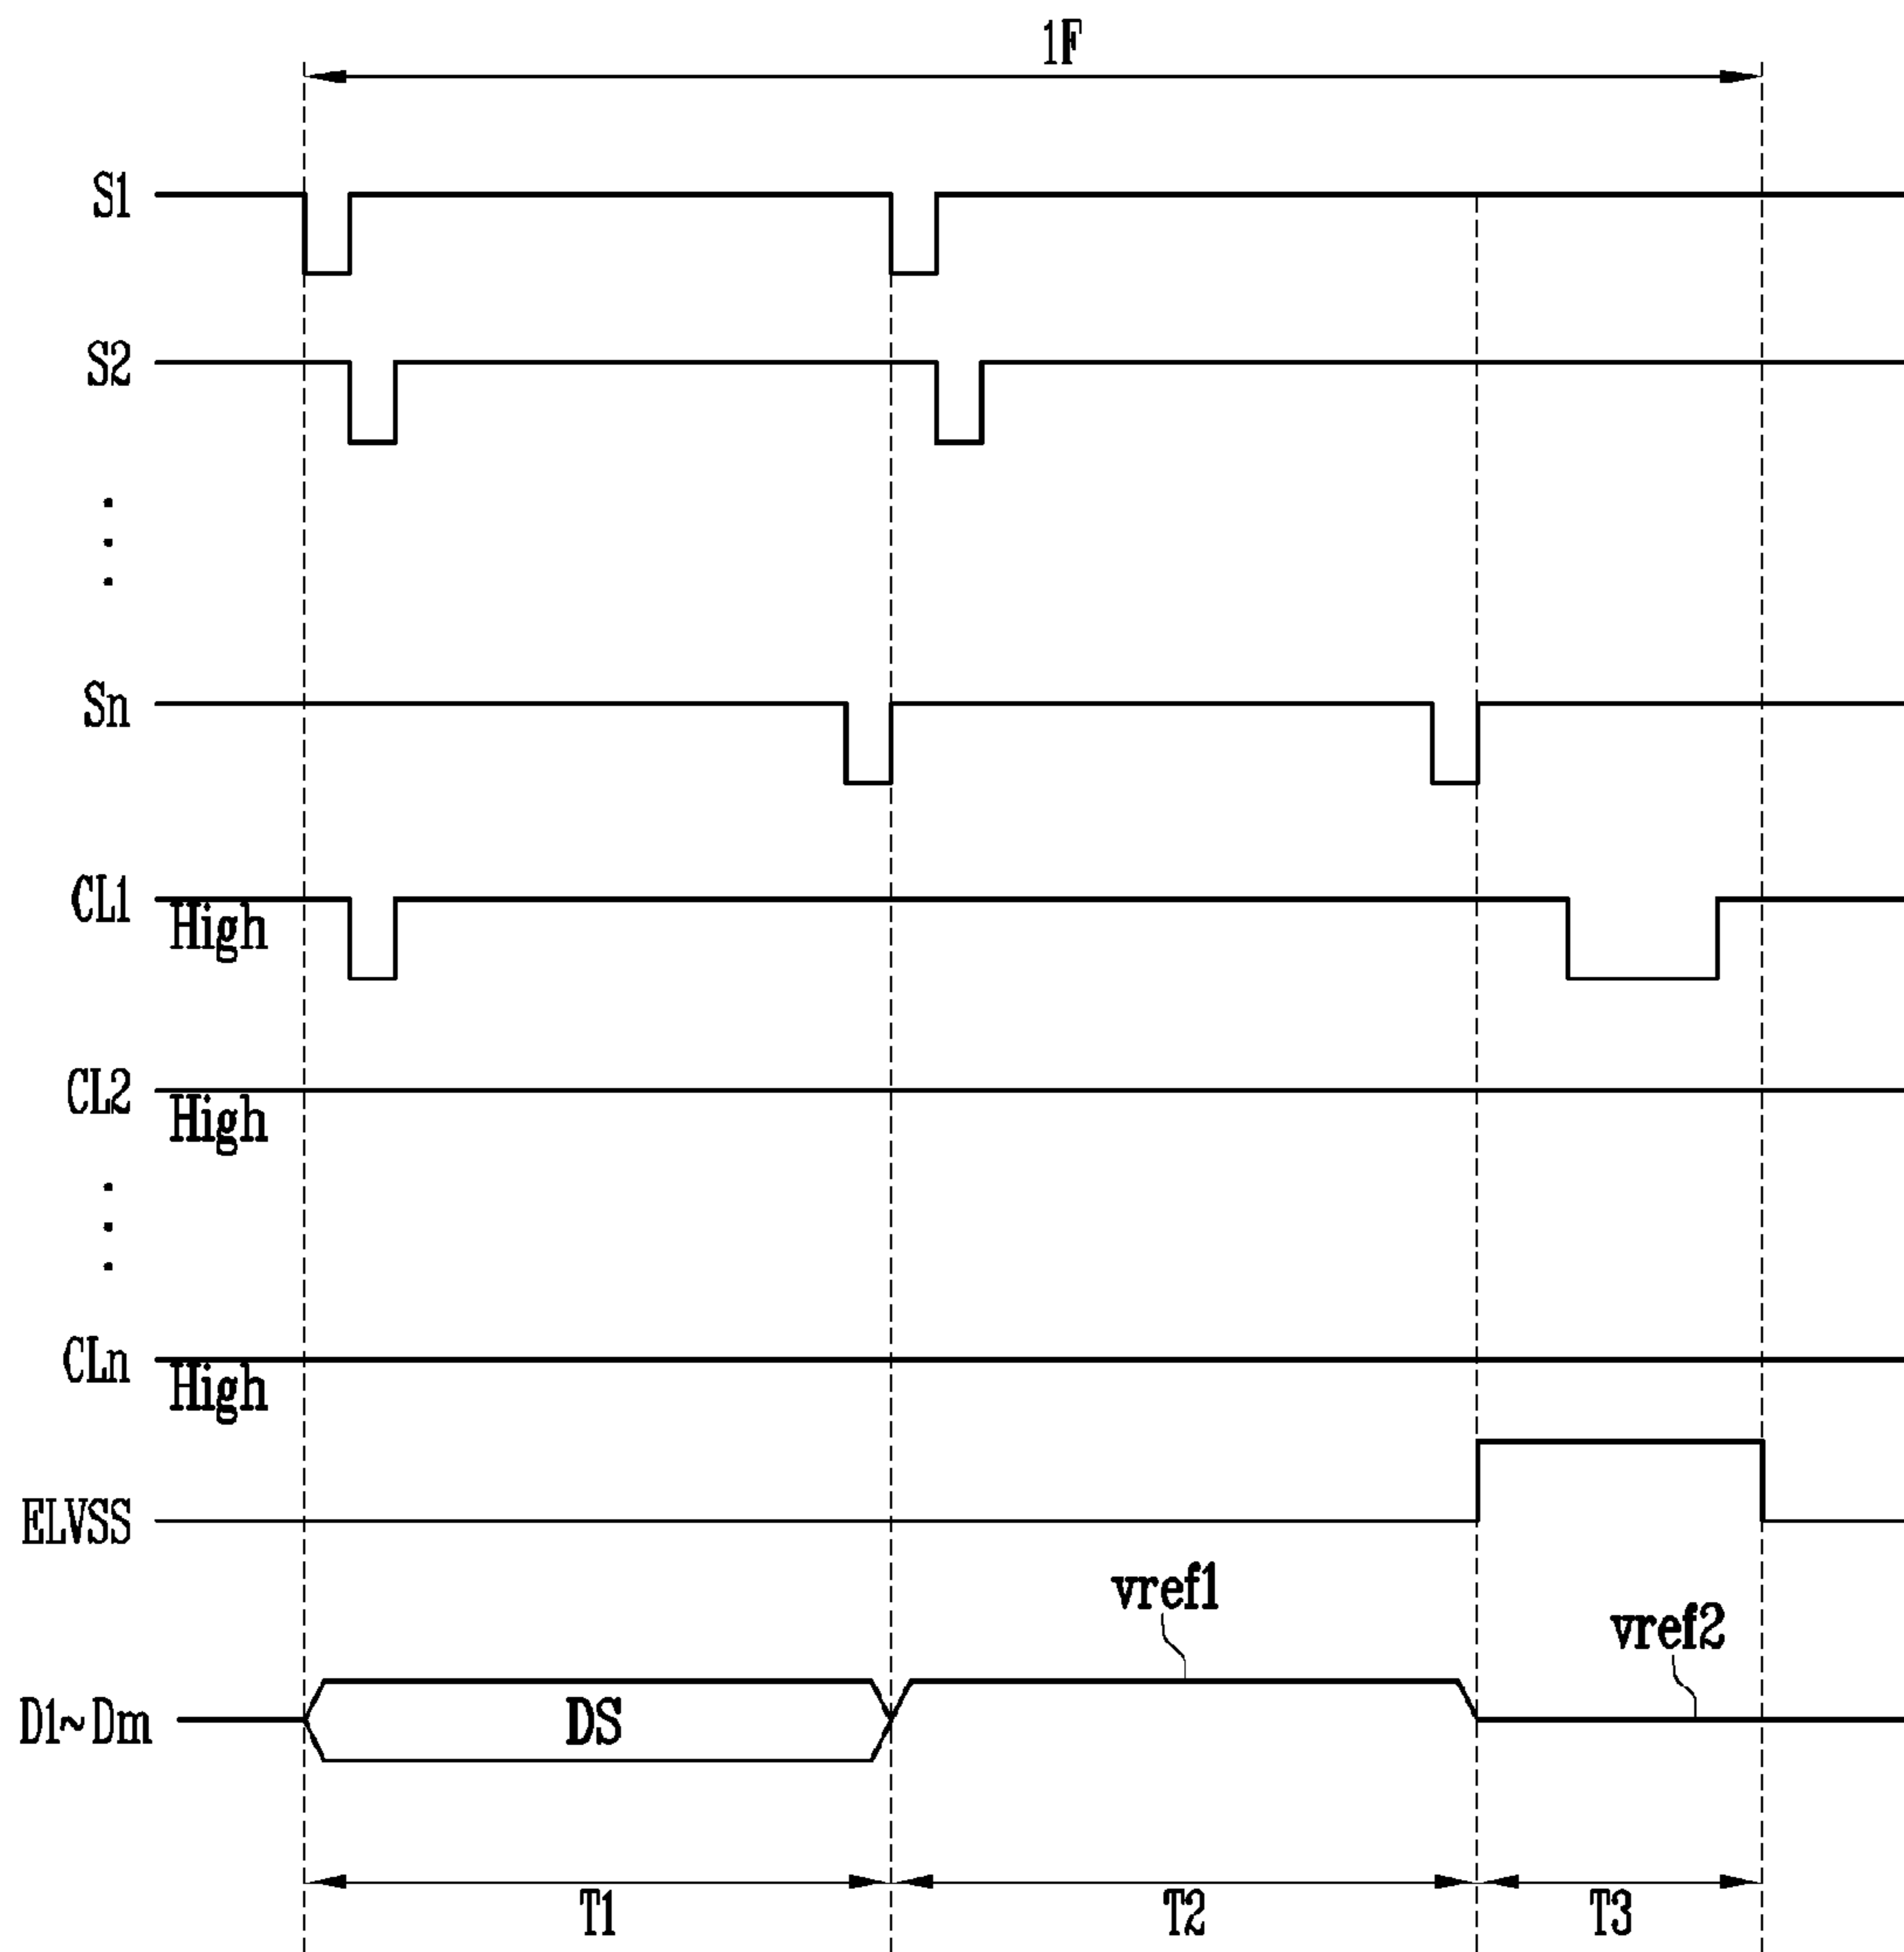 1F
S1
S2
Sn
CL1
High
CL2
High
CLn
High
ELVSS
vref1
vref2
D1~Dm
DS
T1
T2
T3